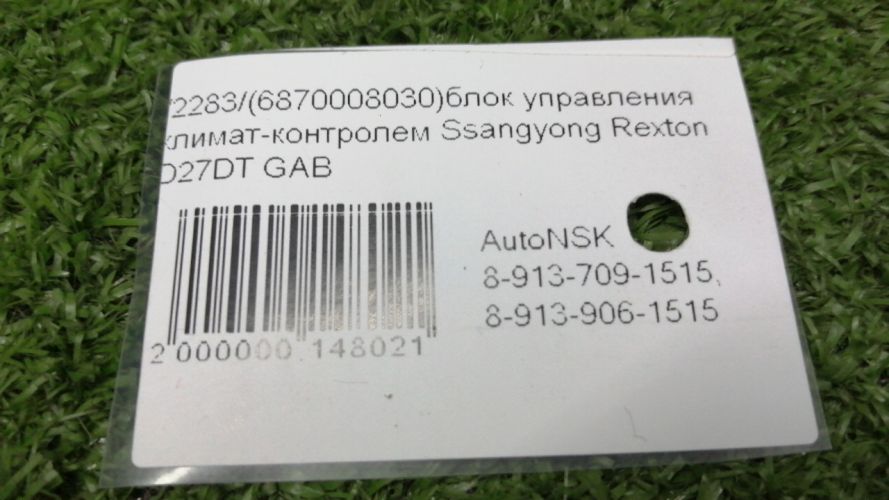 2283/(6870008030)блок управления
климат-контролем Ssangyong Rexton
D27DT GAB
AutoNSK
8-913-709-1515,
8-913-906-1515
2 000000 148021